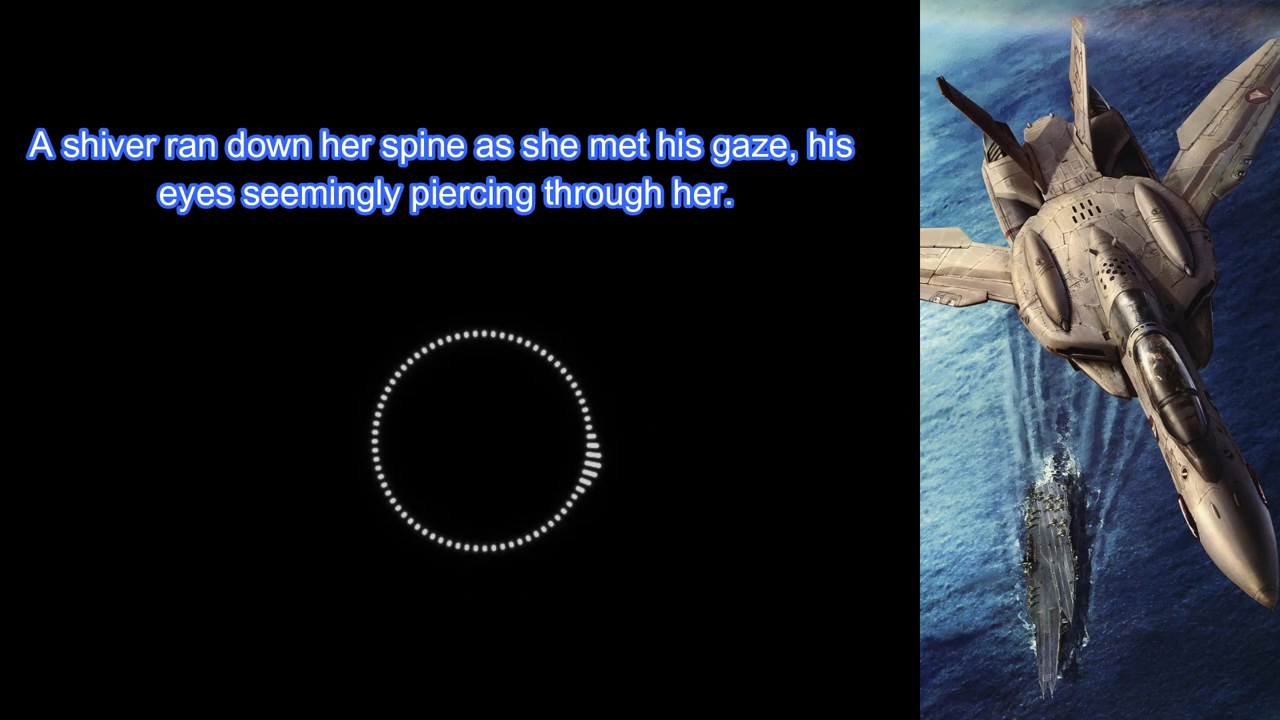 A shiver ran down her spine as she met his gaze, his
eyes seemingly piercing through her.